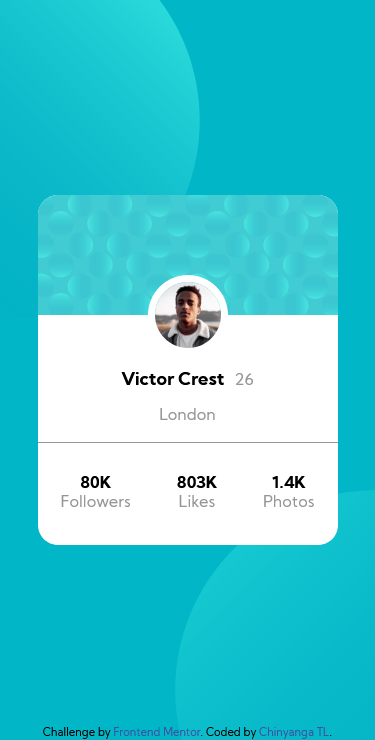 Victor Crest 26
London
80K 803K 1.4K
Followers Likes Photos
Challenge by Frontend Mentor. Coded by Chinyanga TL.